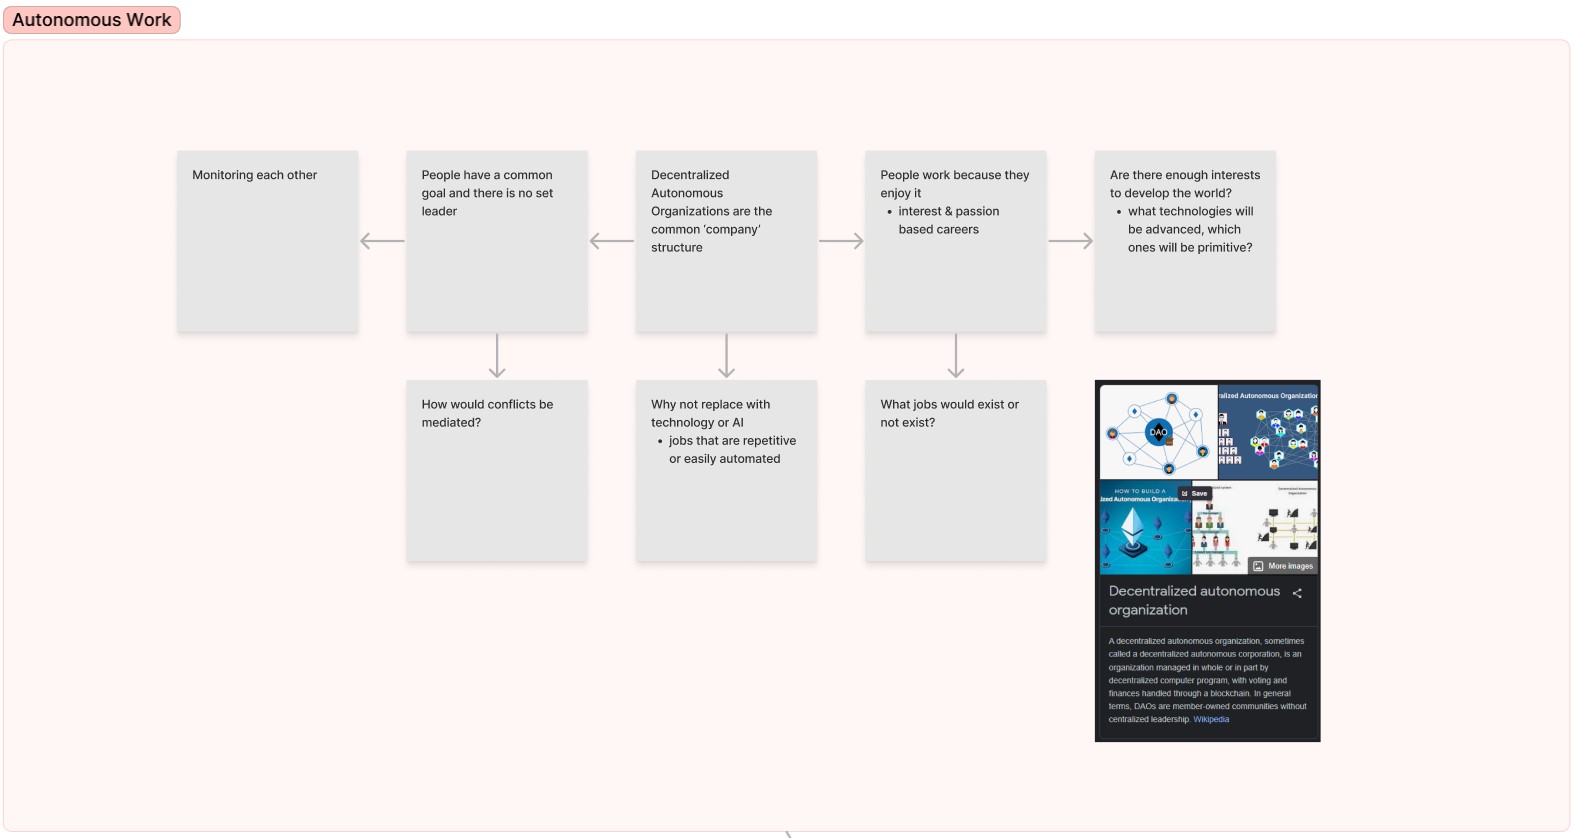 Autonomous Work
Monitoring each other
People have a common
goal and there is no set
leader
Decentralized
Autonomous
Organizations are the
common ‘company’
structure
People work because they
enjoy it
• interest & passion
based careers
Are there enough interests
to develop the world?
• what technologies will
be advanced, which
ones will be primitive?
How would conflicts be
mediated?
Why not replace with
technology or AI
• jobs that are repetitive
or easily automated
What jobs would exist or
not exist?
DAO
ralized Autonomous Organization
HOW TO BUILD A
ized Autonomous Organiza
Save
Decentralized Autonomous
Organization
More images
Decentralized autonomous
organization
A decentralized autonomous organization, sometimes
called a decentralized autonomous corporation, is an
organization managed in whole or in part by
decentralized computer program, with voting and
finances handled through a blockchain. In general
terms, DAOs are member-owned communities without
centralized leadership. Wikipedia